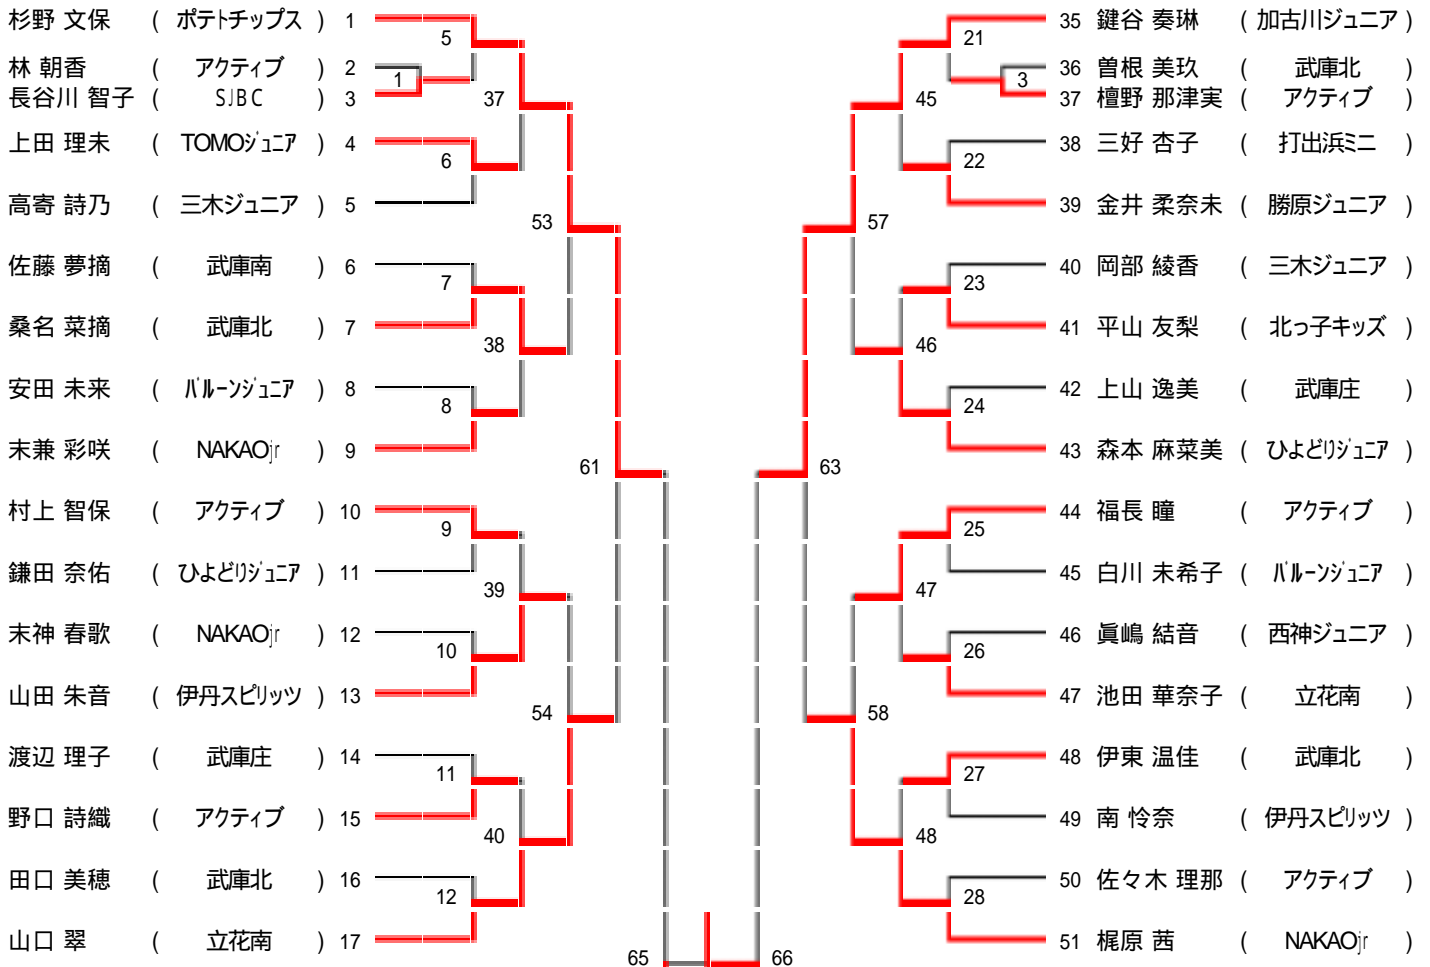 杉野 文保 ( ポテトチップス ) 1
林 朝香 ( アクティブ ) 2
長谷川 智子 ( SJBC ) 3
上田 理未 ( TOMOジュニア ) 4
高寄 詩乃 ( 三木ジュニア ) 5
佐藤 夢摘 ( 武庫南 ) 6
桑名 菜摘 ( 武庫北 ) 7
安田 未来 ( バルーンジュニア ) 8
末兼 彩咲 ( NAKAOjr ) 9
村上 智保 ( アクティブ ) 10
鎌田 奈佑 ( ひよどりジュニア ) 11
末神 春歌 ( NAKAOjr ) 12
山田 朱音 ( 伊丹スピリッツ ) 13
渡辺 理子 ( 武庫庄 ) 14
野口 詩織 ( アクティブ ) 15
田口 美穂 ( 武庫北 ) 16
山口 翠 ( 立花南 ) 17
5
1
37
6
53
7
38
8
61
9
39
10
54
11
40
12
65
66
21
3
45
22
57
23
46
24
63
25
47
26
58
27
48
28
35 鍵谷 奏琳 ( 加古川ジュニア )
36 曽根 美玖 ( 武庫北 )
37 檀野 那津実 ( アクティブ )
38 三好 杏子 ( 打出浜ミニ )
39 金井 柔奈未 ( 勝原ジュニア )
40 岡部 綾香 ( 三木ジュニア )
41 平山 友梨 ( 北っ子キッズ )
42 上山 逸美 ( 武庫庄 )
43 森本 麻菜美 ( ひよどりジュニア )
44 福長 瞳 ( アクティブ )
45 白川 未希子 ( バルーンジュニア )
46 眞嶋 結音 ( 西神ジュニア )
47 池田 華奈子 ( 立花南 )
48 伊東 温佳 ( 武庫北 )
49 南 怜奈 ( 伊丹スピリッツ )
50 佐々木 理那 ( アクティブ )
51 梶原 茜 ( NAKAOjr )